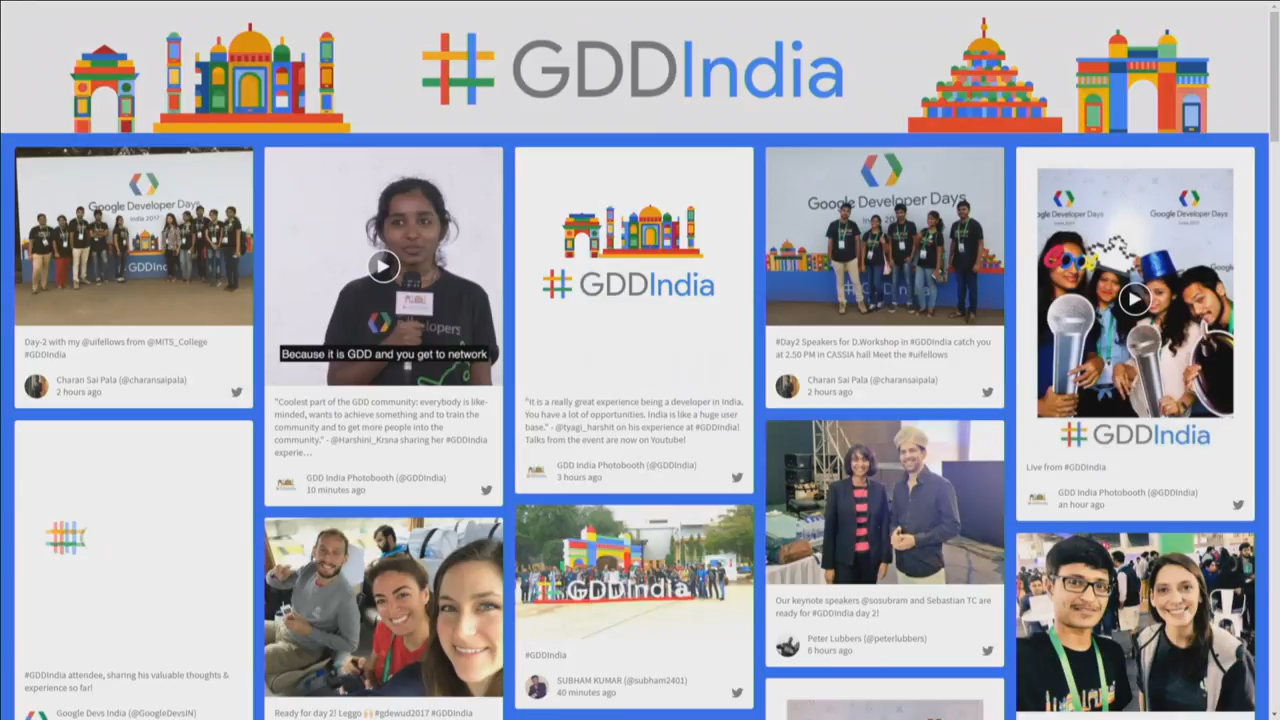 #GDDIndia
Google Developer Days
India 2017
GDDInd
Day-2 with my @uifellows from @MITS_College
#GDDIndia
Charan Sai Pala (@charansaipala)
2 hours ago
#GDDIndia attendee, sharing his valuable thoughts &
experience so far!
Google Devs India (@GoogleDevsIN)
Because it is GDD and you get to network
"Coolest part of the GDD community: everybody is like-
minded, wants to achieve something and to train the
community and to get more people into the
community." - @Harshini_Krsna sharing her #GDDIndia
experie…
GDD India Photobooth (@GDDIndia)
10 minutes ago
Ready for day 2! Leggo 🙌 #gdewud2017 #GDDIndia
#GDDIndia
"It is a really great experience being a developer in India.
You have a lot of opportunities. India is like a huge user
base." - @tyagi_harshit on his experience at #GDDIndia!
Talks from the event are now on Youtube!
GDD India Photobooth (@GDDIndia)
3 hours ago
#GDDIndia
#GDDIndia
SUBHAM KUMAR (@subham2401)
40 minutes ago
Google Developer Days
#Day2 Speakers for D.Workshop in #GDDIndia catch you
at 2.50 PM in CASSIA hall Meet the #uifellows
Charan Sai Pala (@charansaipala)
2 hours ago
Our keynote speakers @sosubram and Sebastian TC are
ready for #GDDIndia day 2!
Peter Lubbers (@peterlubbers)
6 hours ago
gle Developer Days
Google Developer Days
#GDDIndia
Live from #GDDIndia
GDD India Photobooth (@GDDIndia)
an hour ago